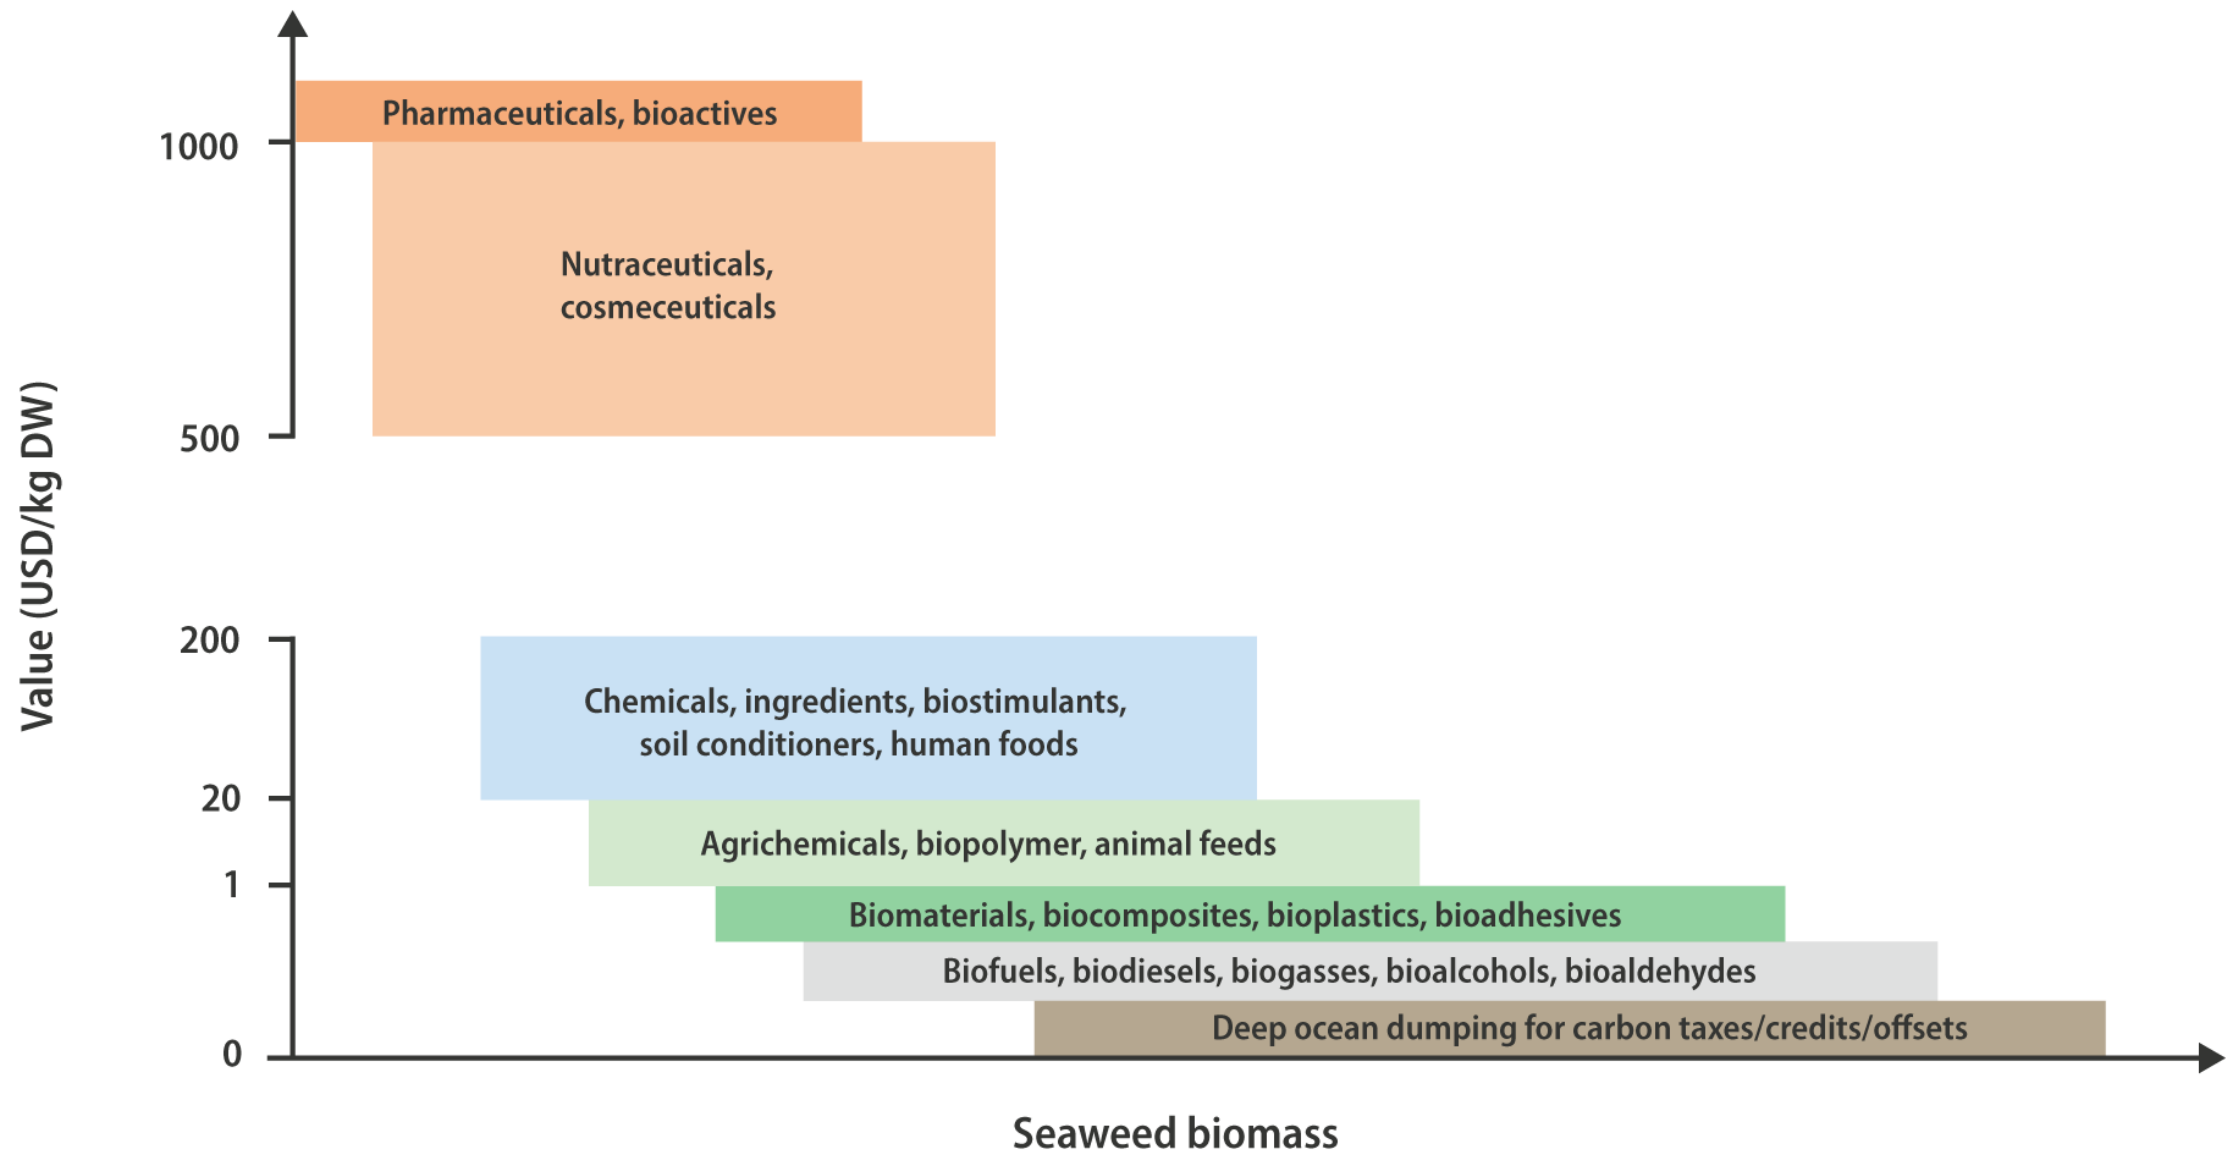 Pharmaceuticals, bioactives
1000
Nutraceuticals,
cosmeceuticals
500
Value (USD/kg DW)
200
Chemicals, ingredients, biostimulants,
soil conditioners, human foods
20
Agrichemicals, biopolymer, animal feeds
1
Biomaterials, biocomposites, bioplastics, bioadhesives
Biofuels, biodiesels, biogasses, bioalcohols, bioaldehydes
Deep ocean dumping for carbon taxes/credits/offsets
0
Seaweed biomass